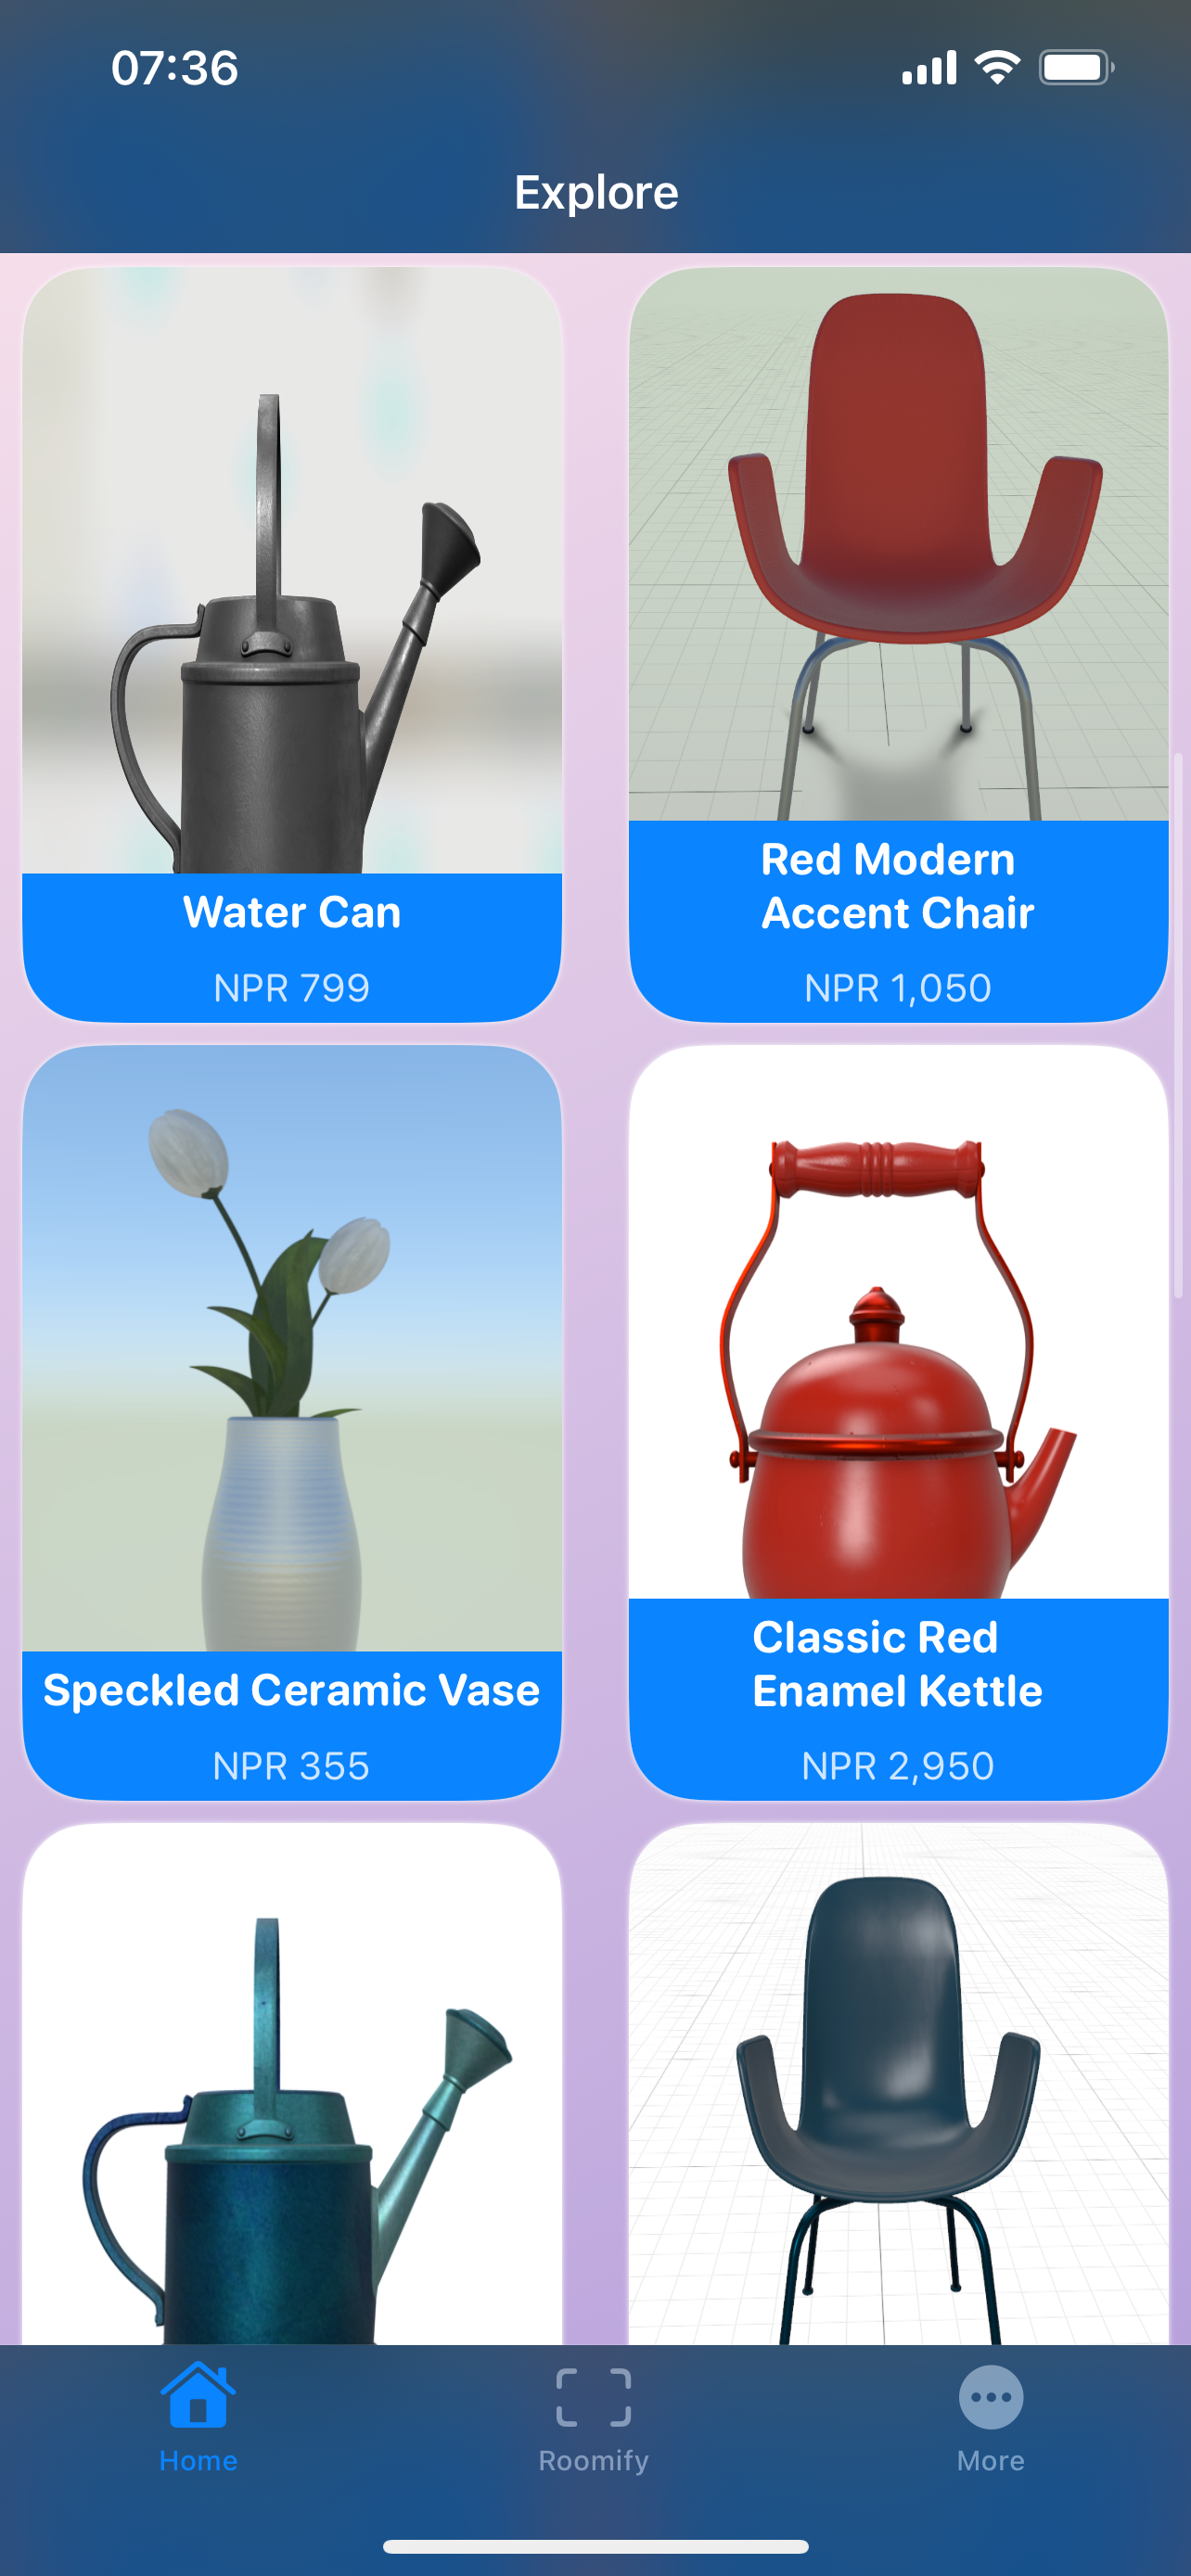 07:36
Explore
Water Can
NPR 799
Red Modern
Accent Chair
NPR 1,050
Speckled Ceramic Vase
NPR 355
Classic Red
Enamel Kettle
NPR 2,950
Home
Roomify
More